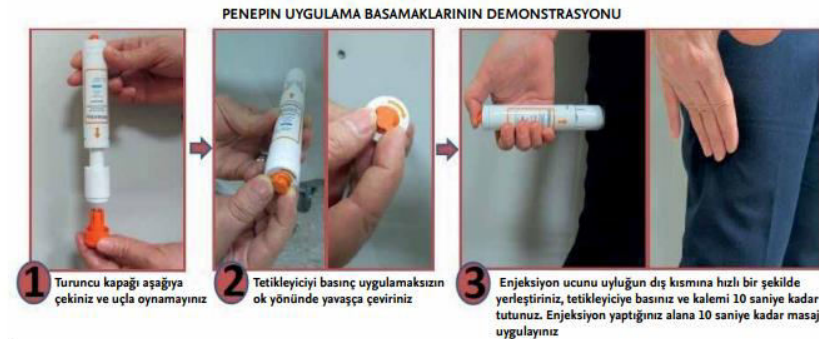 PENEPIN UYGULAMA BASAMAKLARININ DEMONSTRASYONU
1 Turuncu kapağı aşağıya
çekiniz ve uçla oynamayınız
2 Tetikleyiciyi basınç uygulamaksızın
ok yönünde yavaşça çeviriniz
3 Enjeksiyon ucunu uyluğun dış kısmına hızlı bir şekilde
yerleştiriniz, tetikleyiciye basınız ve kalemi 10 saniye kadar
tutunuz. Enjeksiyon yaptığınız alana 10 saniye kadar masaj
uygulayınız